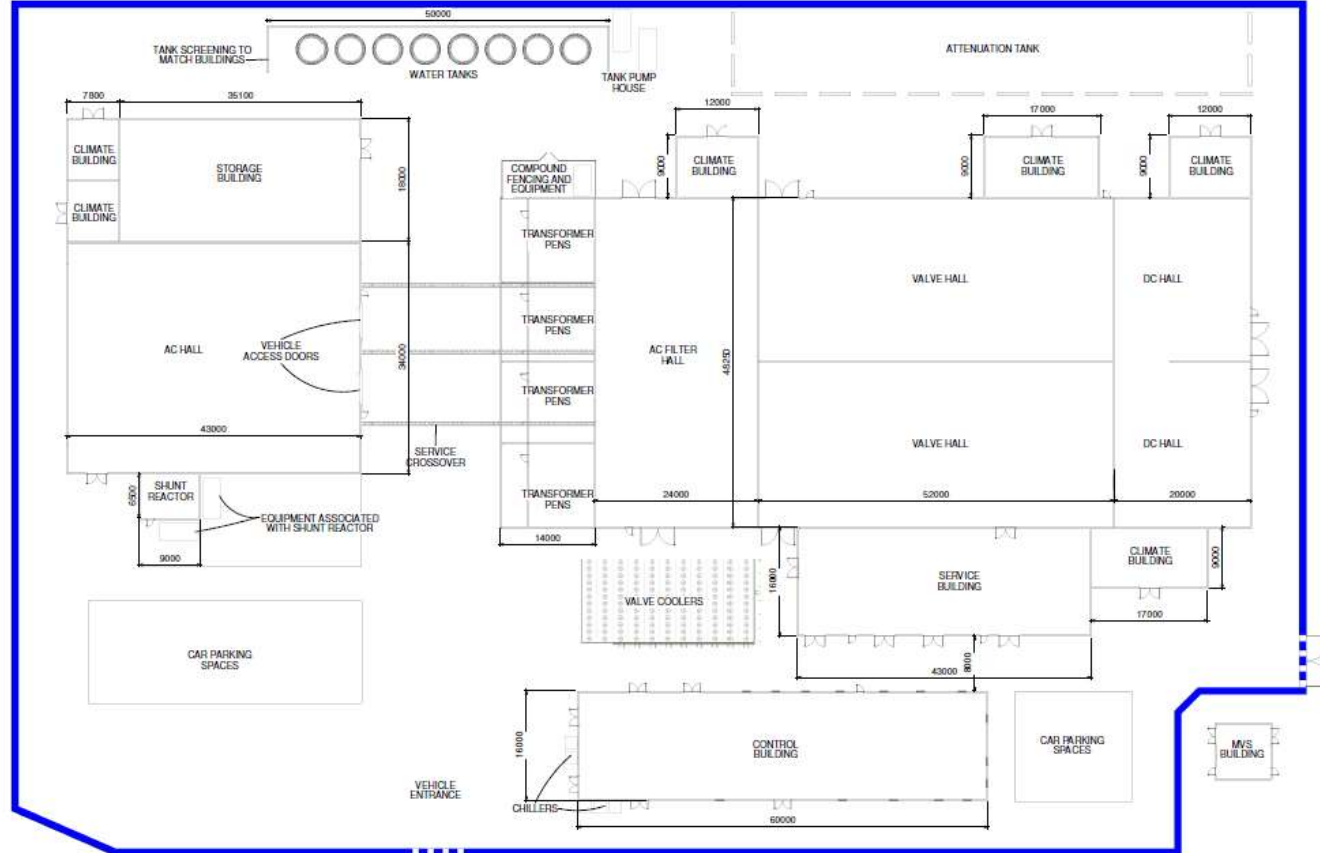 50000
TANK SCREENING TO
MATCH BUILDINGS
WATER TANKS
TANK PUMP
HOUSE
ATTENUATION TANK
7800
35100
12000
17000
12000
CLIMATE
BUILDING
STORAGE
BUILDING
CLIMATE
BUILDING
18000
COMPOUND
FENCING AND
EQUIPMENT
9000
CLIMATE
BUILDING
9000
CLIMATE
BUILDING
9000
CLIMATE
BUILDING
TRANSFORMER
PENS
TRANSFORMER
PENS
TRANSFORMER
PENS
TRANSFORMER
PENS
AC HALL
VEHICLE
ACCESS DOORS
34000
43000
SERVICE
CROSSOVER
AC FILTER
HALL
48250
VALVE HALL
DC HALL
VALVE HALL
DC HALL
24000
52000
20000
14000
6500
SHUNT
REACTOR
EQUIPMENT ASSOCIATED
WITH SHUNT REACTOR
9000
VALVE COOLERS
16000
SERVICE
BUILDING
CLIMATE
BUILDING
9000
17000
43000
8000
CAR PARKING
SPACES
16000
CONTROL
BUILDING
CAR PARKING
SPACES
MVS
BUILDING
VEHICLE
ENTRANCE
CHILLERS
60000